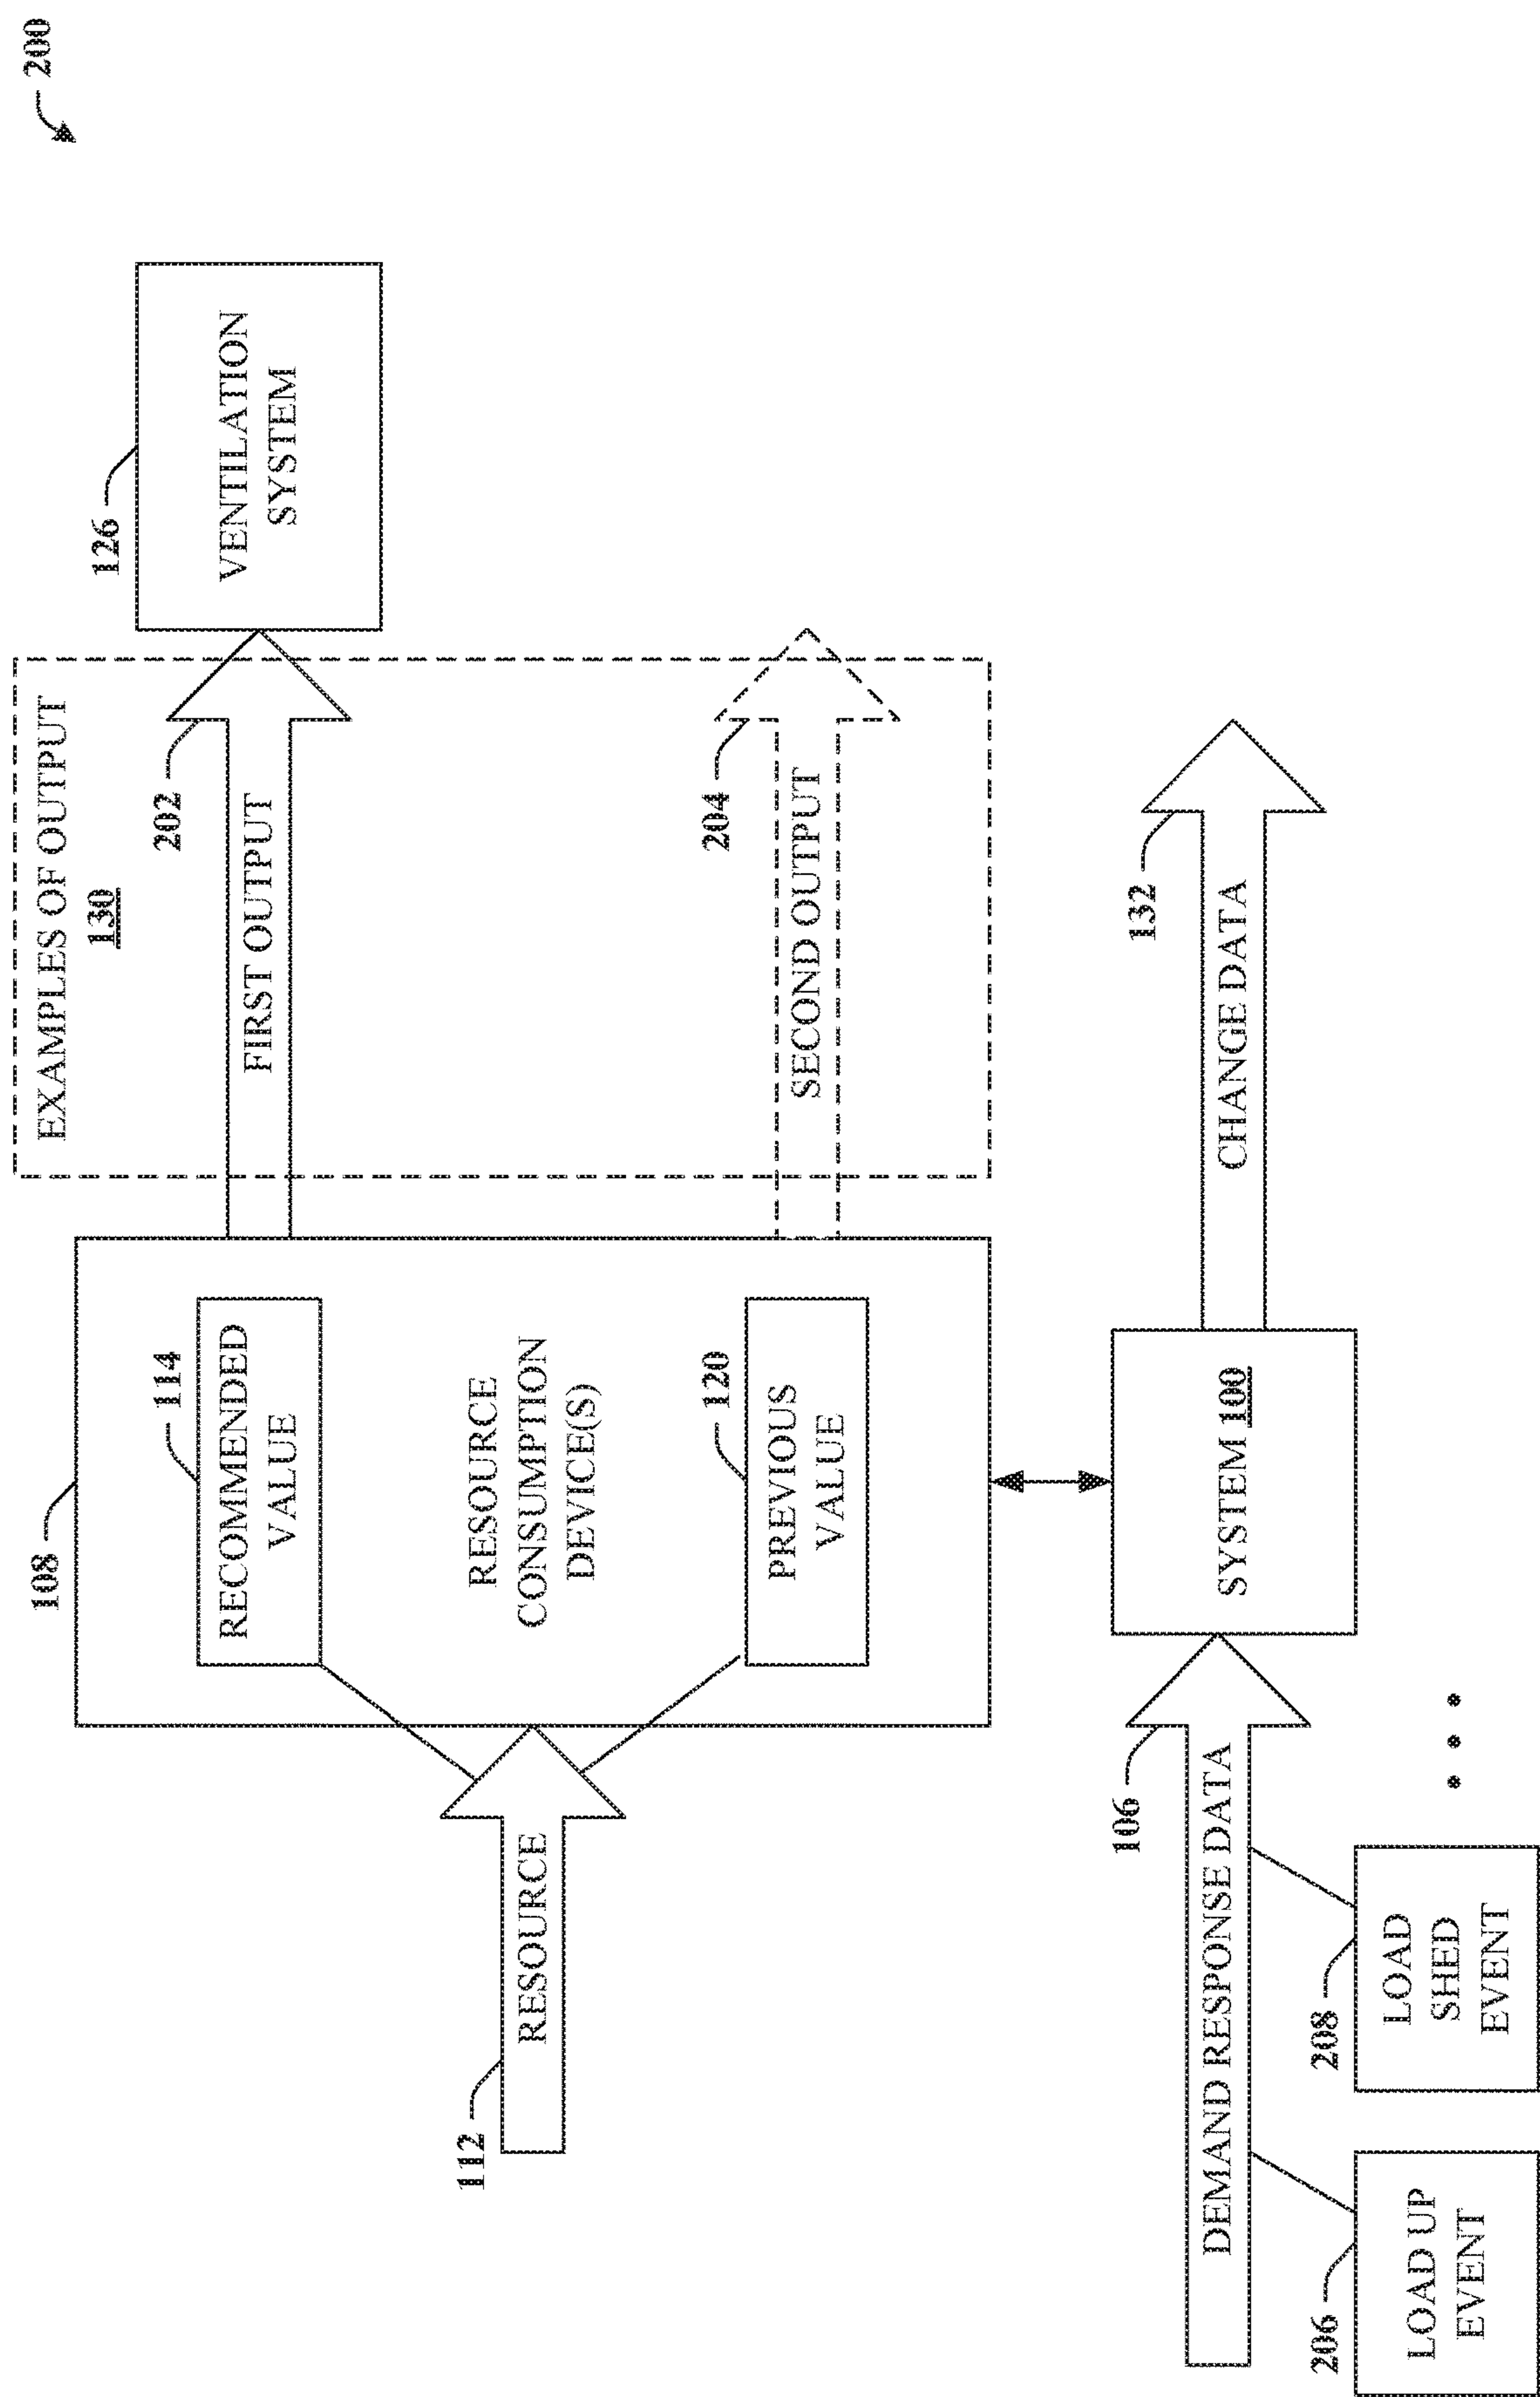 200
EXAMPLES OF OUTPUT
130
126
VENTILATION
SYSTEM
202
FIRST OUTPUT
204
SECOND OUTPUT
108
114
RECOMMENDED
VALUE
RESOURCE
CONSUMPTION
DEVICE(S)
120
PREVIOUS
VALUE
112
RESOURCE
132
CHANGE DATA
SYSTEM 100
106
DEMAND RESPONSE DATA
206
LOAD UP
EVENT
208
LOAD
SHED
EVENT
• • •